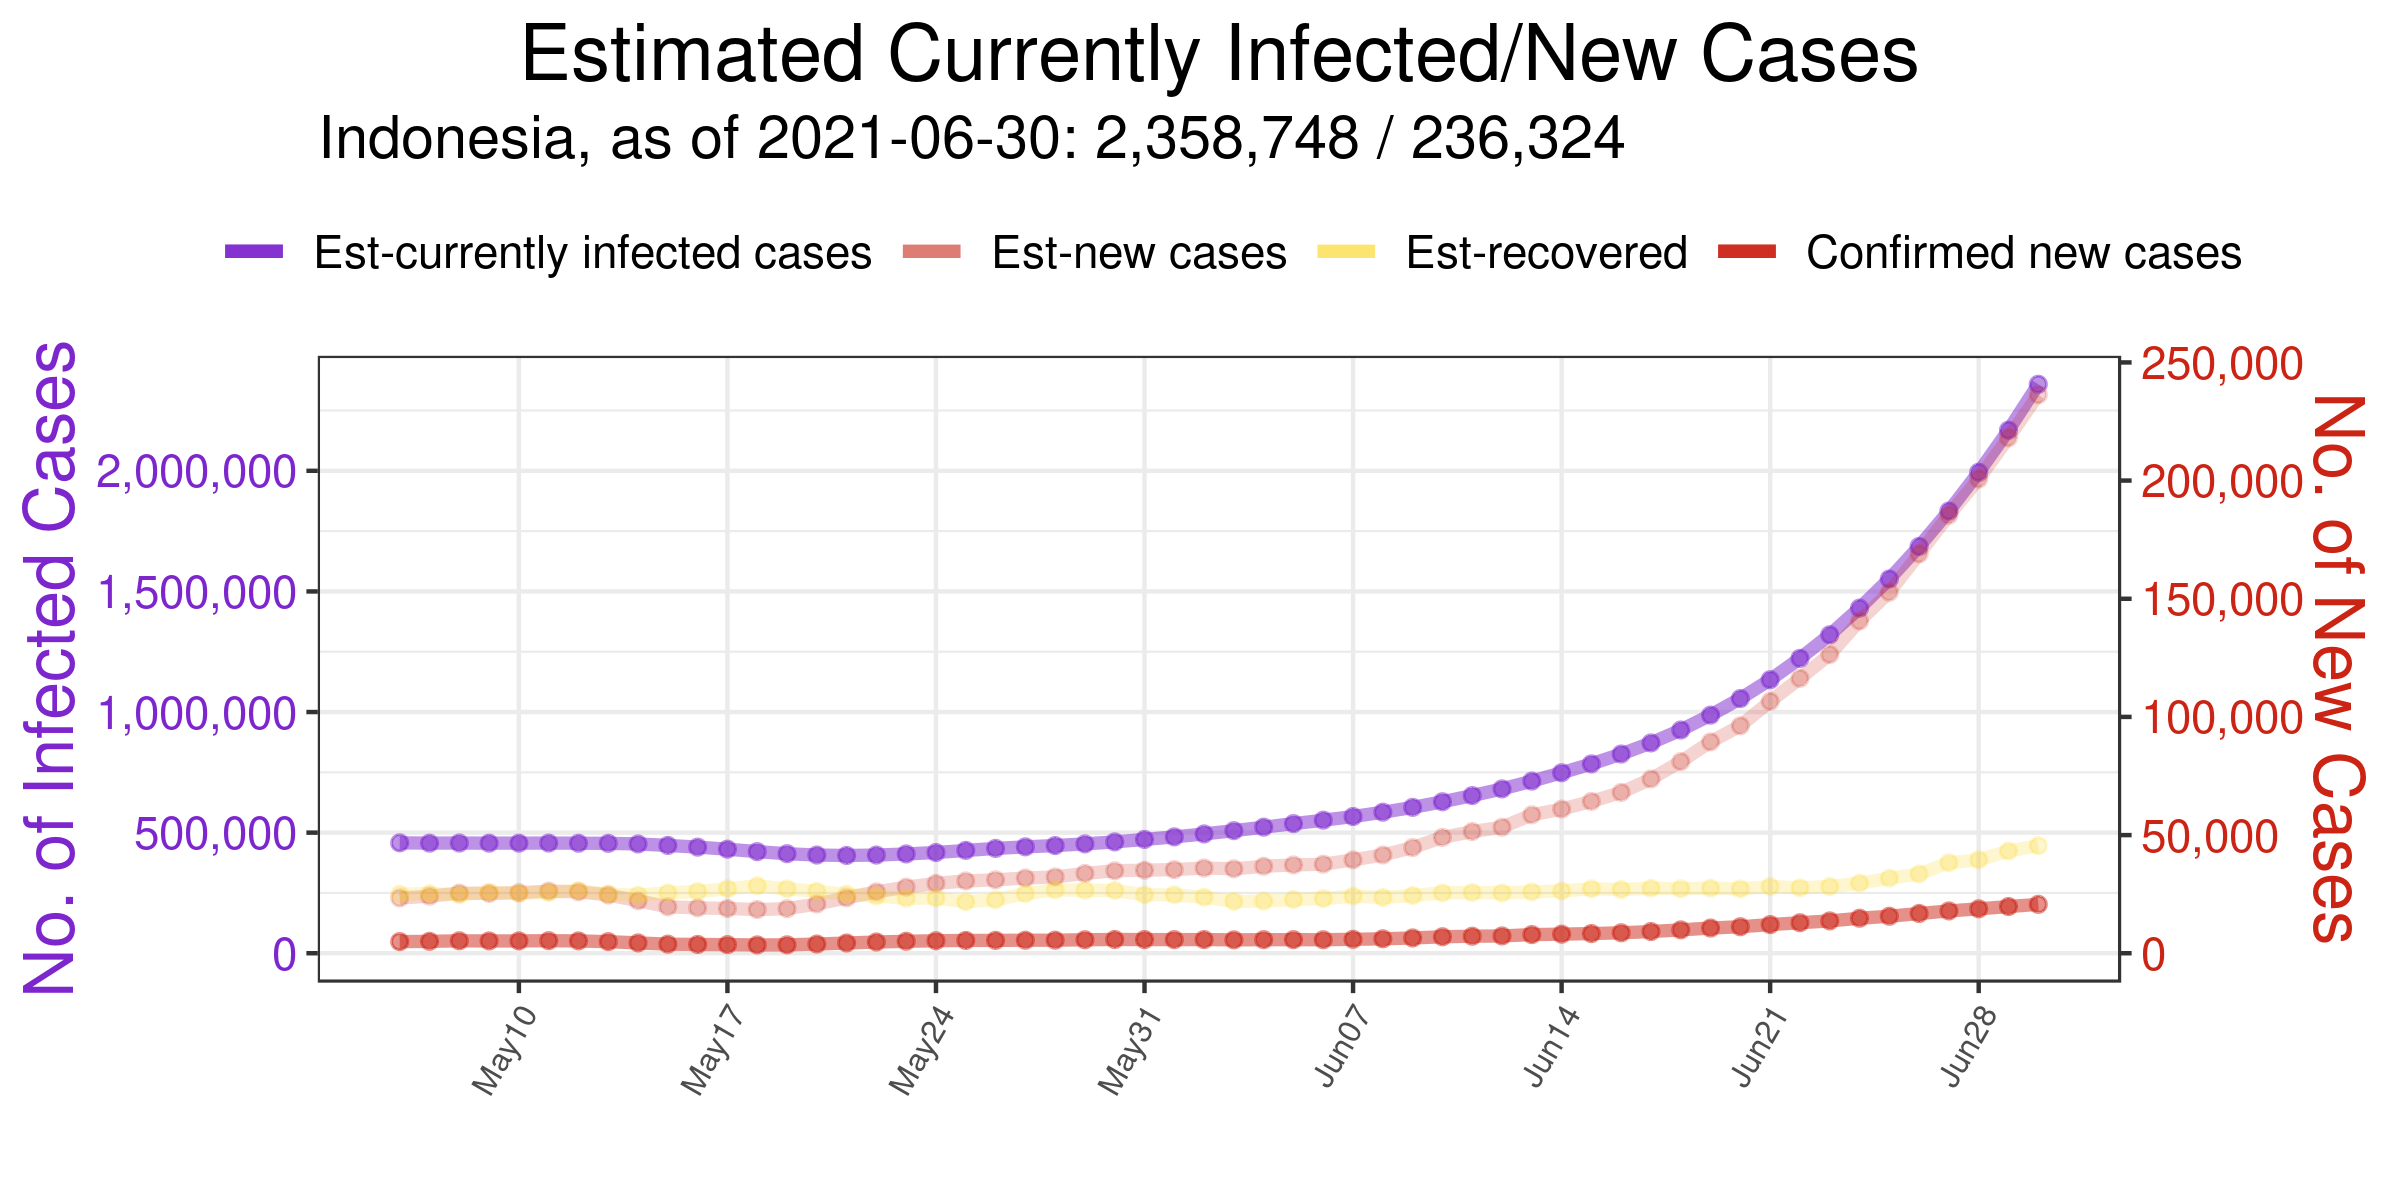 Estimated Currently Infected/New Cases
Indonesia, as of 2021-06-30: 2,358,748 / 236,324
Est-currently infected cases Est-new cases Est-recovered Confirmed new cases
No. of Infected Cases
2,000,000
1,500,000
1,000,000
500,000
0
250,000
200,000
150,000
100,000
50,000
0
No. of New Cases
May10 May17 May24 May31 Jun07 Jun14 Jun21 Jun28